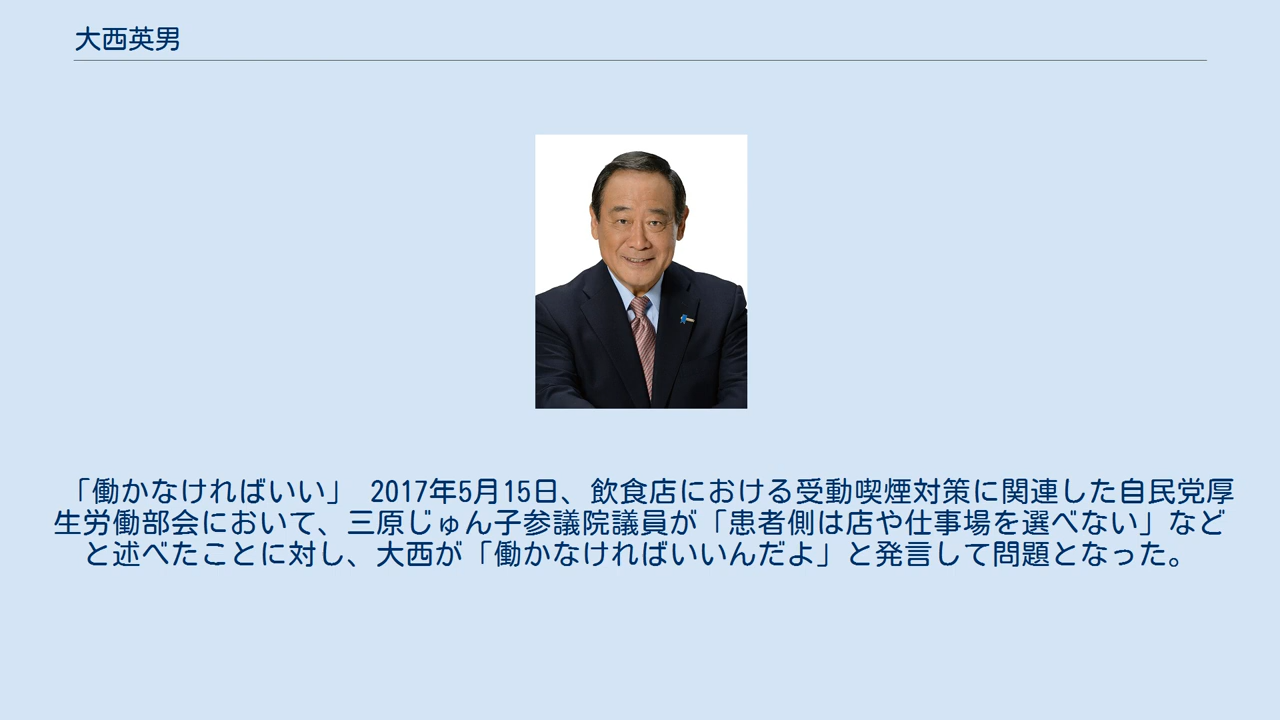 大西英男
「働かなければいい」 2017年5月15日、飲食店における受動喫煙対策に関連した自民党厚
生労働部会において、三原じゅん子参議院議員が「患者側は店や仕事場を選べない」など
と述べたことに対し、大西が「働かなければいいんだよ」と発言して問題となった。